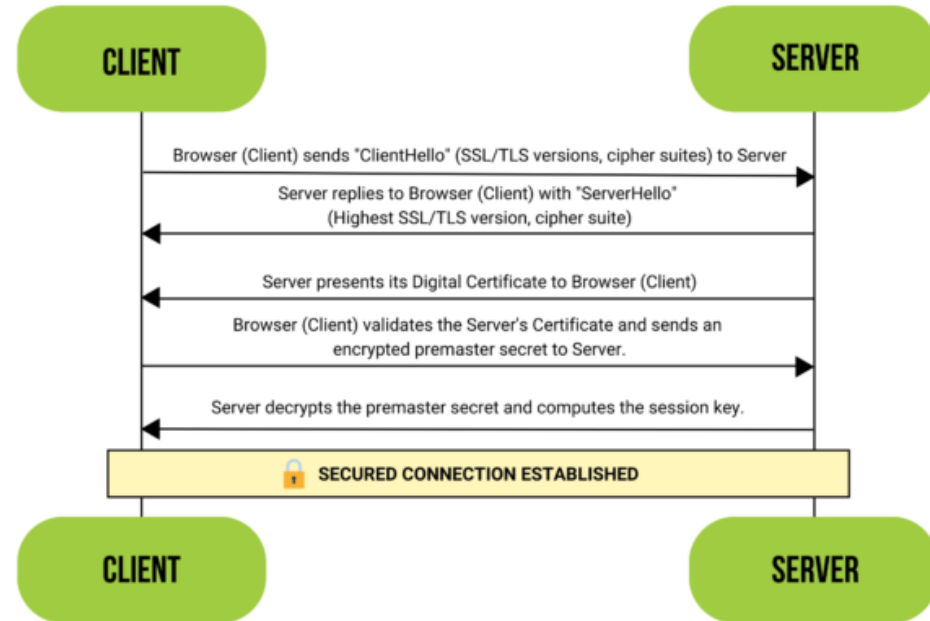 CLIENT
SERVER
Browser (Client) sends "ClientHello" (SSL/TLS versions, cipher suites) to Server
Server replies to Browser (Client) with "ServerHello"
(Highest SSL/TLS version, cipher suite)
Server presents its Digital Certificate to Browser (Client)
Browser (Client) validates the Server's Certificate and sends an
encrypted premaster secret to Server.
Server decrypts the premaster secret and computes the session key.
SECURED CONNECTION ESTABLISHED
CLIENT
SERVER